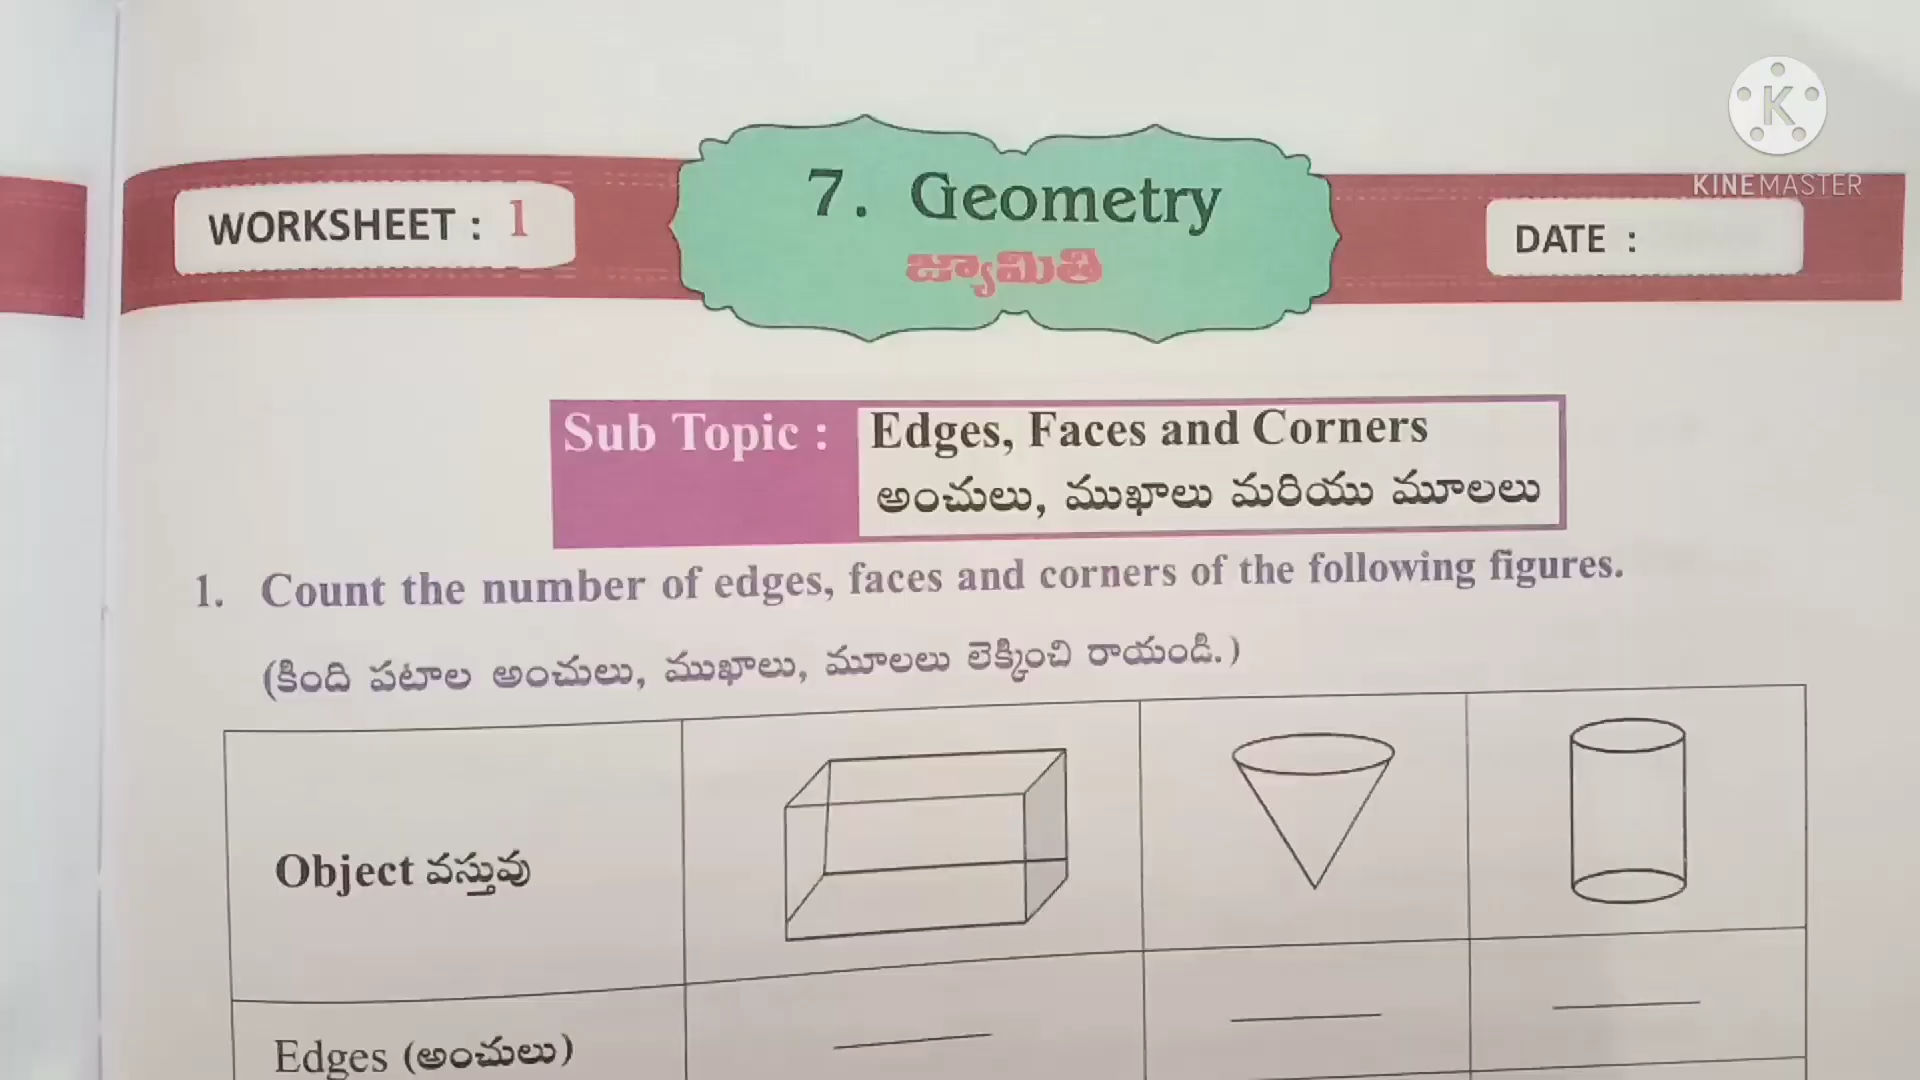 K
KINEMASTER
WORKSHEET : 1
7. Geometry
జ్యామితి
DATE :
Sub Topic :
Edges, Faces and Corners
అంచులు, ముఖాలు మరియు మూలలు
1. Count the number of edges, faces and corners of the following figures.
(కింది పటాల అంచులు, ముఖాలు, మూలలు లెక్కించి రాయండి.)
Object వస్తువు
Edges (అంచులు)